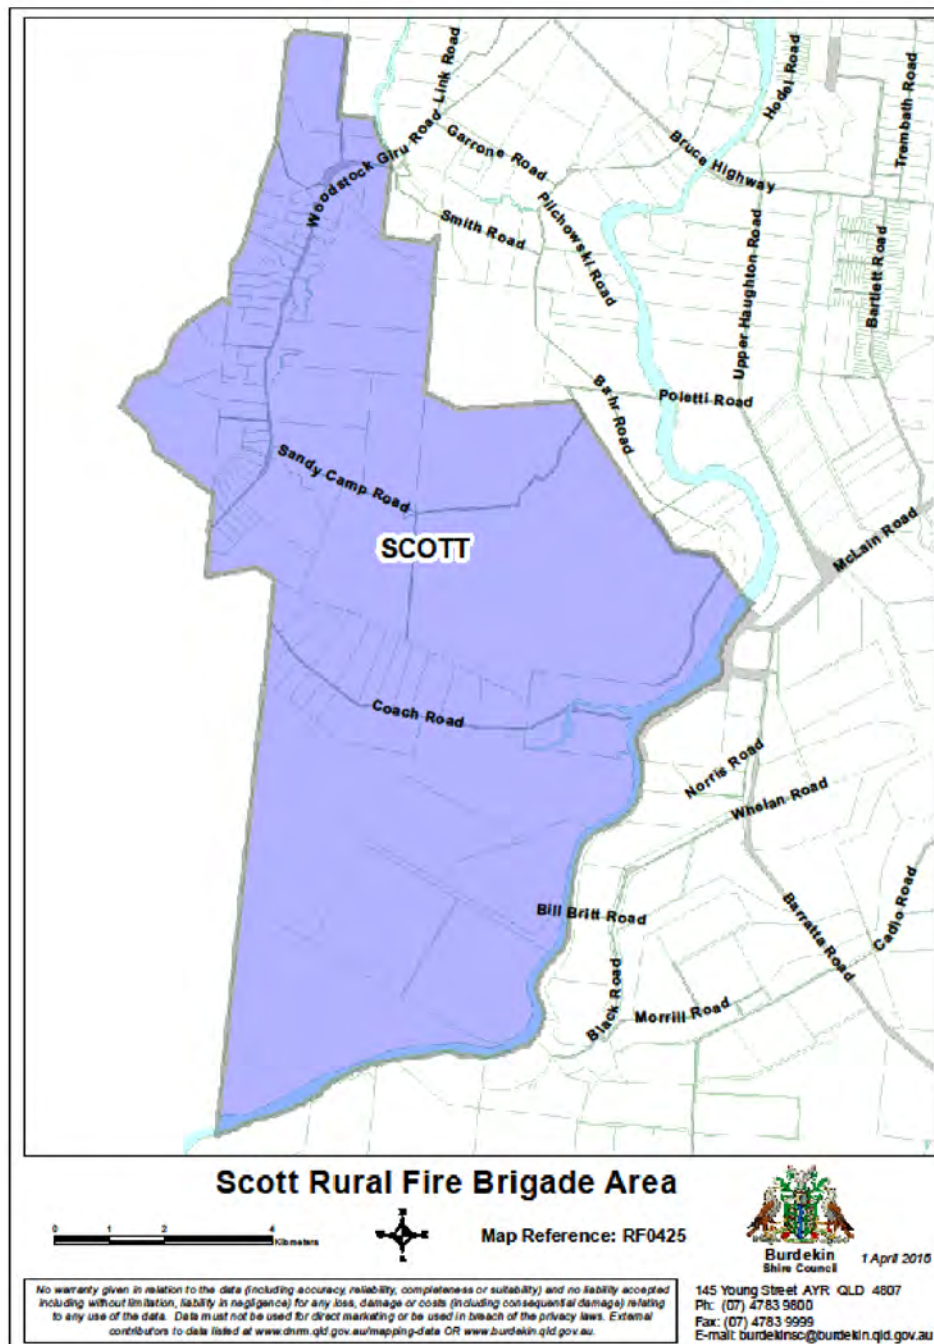 Link Road
Hodel Road
Trembath Road
Woodstock Giru Road
Garrone Road
Bruce Highway
Pilchowski Road
Smith Road
Upper Haughton Road
Bartlett Road
Bahr Road
Poletti Road
Sandy Camp Road
SCOTT
McLain Road
Coach Road
Norris Road
Whelan Road
Bill Britt Road
Barratta Road
Cadio Road
Black Road
Morrill Road
Scott Rural Fire Brigade Area
0 1 2 4
Kilometers
N
Map Reference: RF0425
Burdekin
Shire Council
1 April 2015
No warranty given in relation to the data (including accuracy, reliability, completeness or suitability) and no liability accepted
including without limitation, liability in negligence) for any loss, damage or costs (including consequential damage) relating
to any use of the data. Data must not be used for direct marketing or be used in breach of the privacy laws. External
contributors to data listed at www.dnrm.qld.gov.au/mapping-data OR www.burdekin.qld.gov.au.
145 Young Street AYR QLD 4807
Ph: (07) 4783 9800
Fax: (07) 4783 9999
E-mail: burdekinsc@burdekin.qld.gov.au